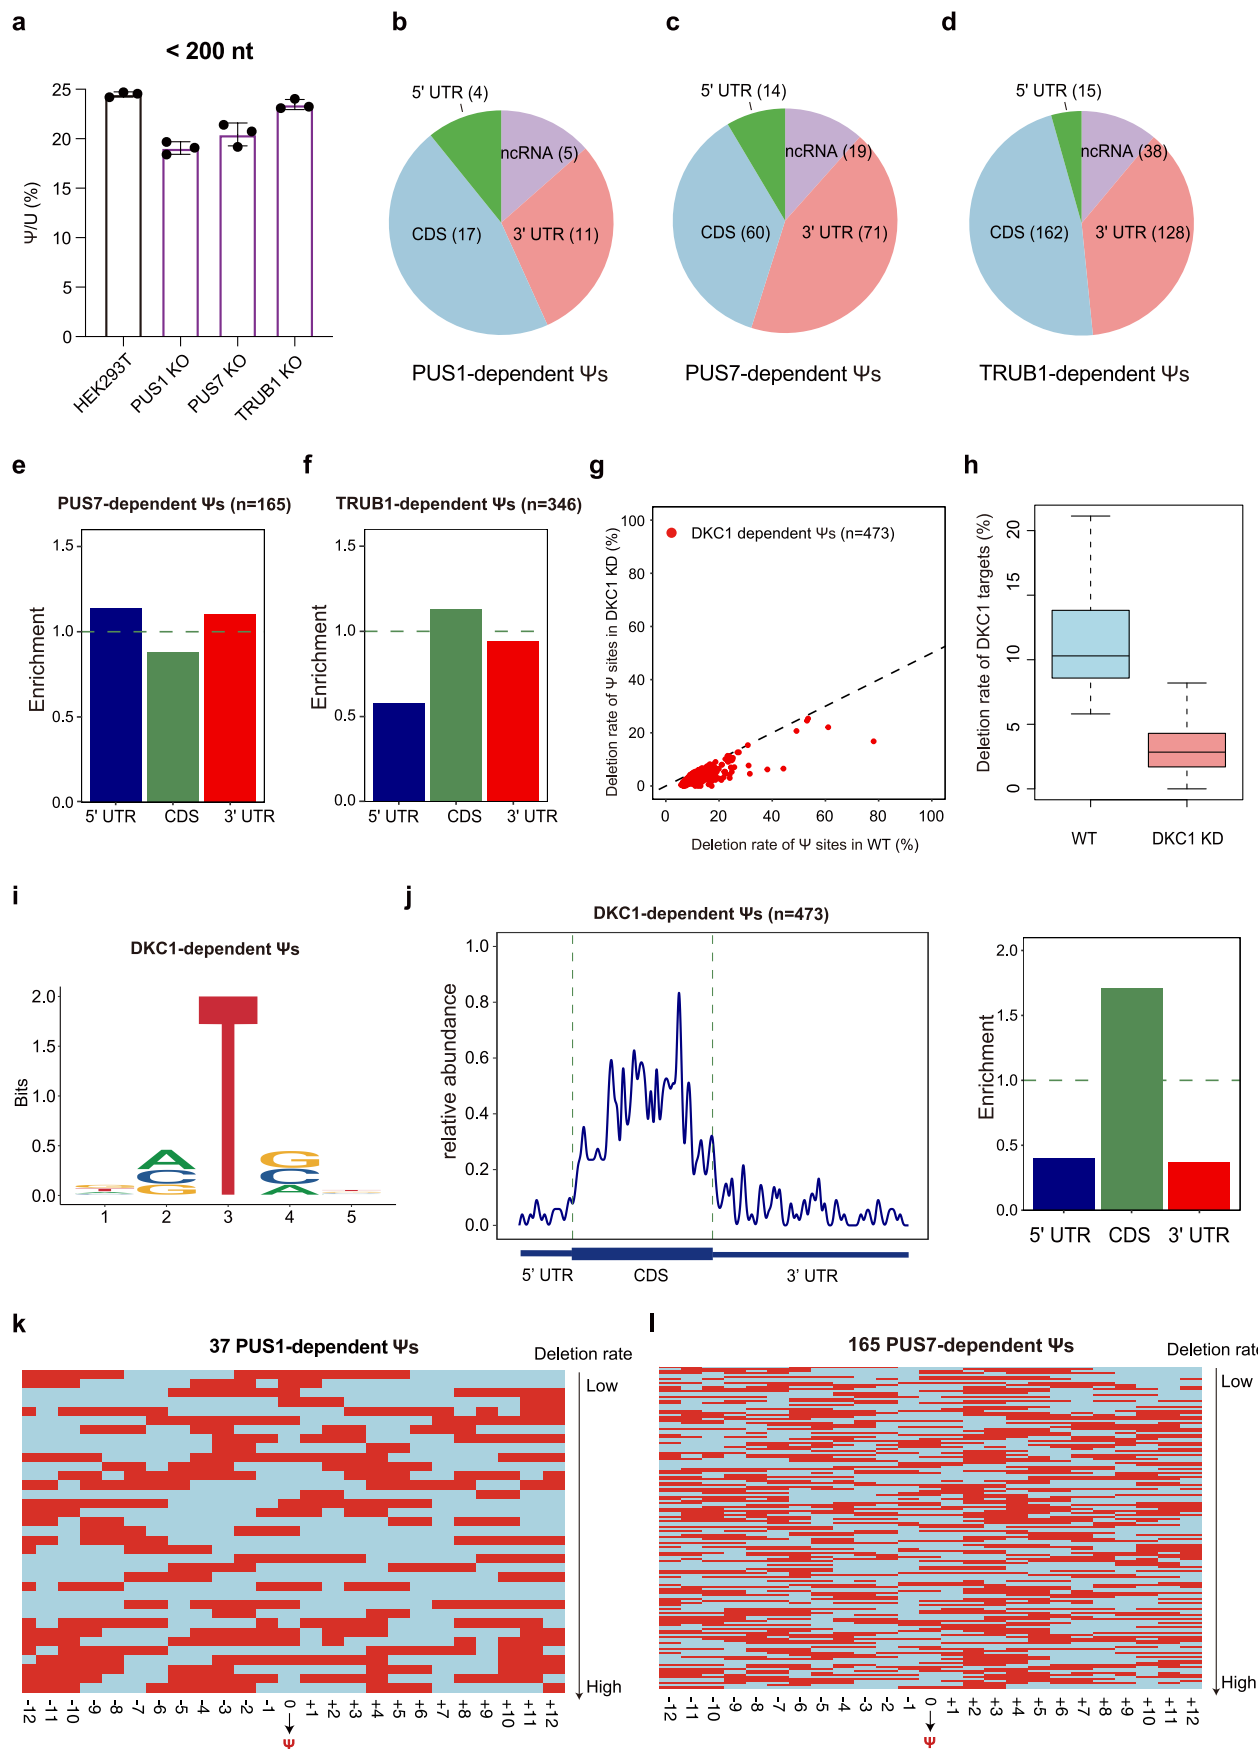 a
< 200 nt
Ψ/U (%)
25
20
15
10
5
0
HEK293T
PUS1 KO
PUS7 KO
TRUB1 KO
b
5' UTR (4)
ncRNA (5)
CDS (17)
3' UTR (11)
PUS1-dependent Ψs
c
5' UTR (14)
ncRNA (19)
CDS (60)
3' UTR (71)
PUS7-dependent Ψs
d
5' UTR (15)
ncRNA (38)
CDS (162)
3' UTR (128)
TRUB1-dependent Ψs
e
PUS7-dependent Ψs (n=165)
Enrichment
1.5
1.0
0.5
0.0
5' UTR CDS 3' UTR
f
TRUB1-dependent Ψs (n=346)
Enrichment
1.5
1.0
0.5
0.0
5' UTR CDS 3' UTR
g
Deletion rate of Ψ sites in DKC1 KD (%)
100
80
60
40
20
0
DKC1 dependent Ψs (n=473)
0 20 40 60 80 100
Deletion rate of Ψ sites in WT (%)
h
Deletion rate of DKC1 targets (%)
20
15
10
5
0
WT DKC1 KD
i
DKC1-dependent Ψs
Bits
2.0
1.5
1.0
0.5
0.0
A
C
G
T
G
C
A
1 2 3 4 5
j
DKC1-dependent Ψs (n=473)
relative abundance
1.0
0.8
0.6
0.4
0.2
0.0
5' UTR CDS 3' UTR
Enrichment
2.0
1.5
1.0
0.5
0.0
5' UTR CDS 3' UTR
k
37 PUS1-dependent Ψs
Deletion rate
Low
High
-12 -10 -9 -8 -7 -6 -5 -4 -3 -2 -1 0 +1 +2 +3 +4 +5 +6 +7 +8 +9 +10 +11 +12
Ψ
l
165 PUS7-dependent Ψs
Deletion rate
Low
High
-12 -11 -10 -9 -8 -7 -6 -5 -4 -3 -2 -1 0 +1 +2 +3 +4 +5 +6 +7 +8 +9 +10 +11 +12
Ψ